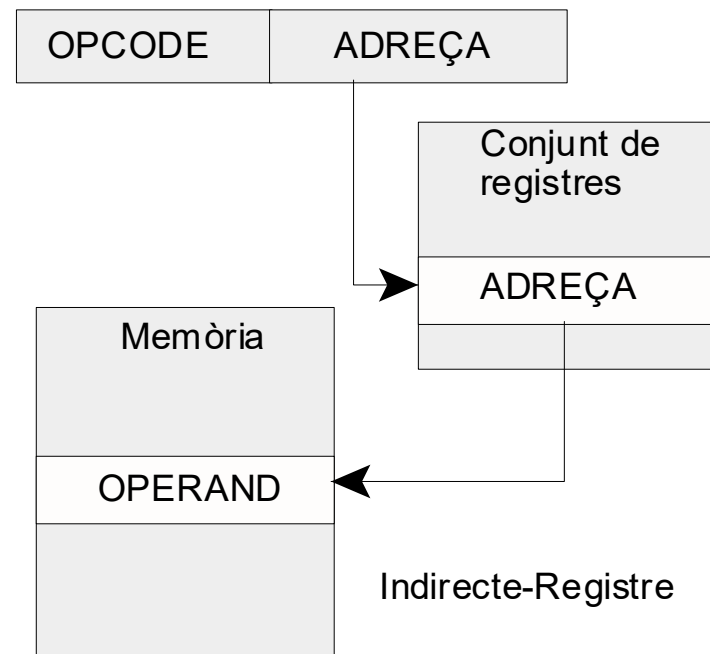 OPCODE ADREÇA
Conjunt de
registres
ADREÇA
Memòria
OPERAND
Indirecte-Registre